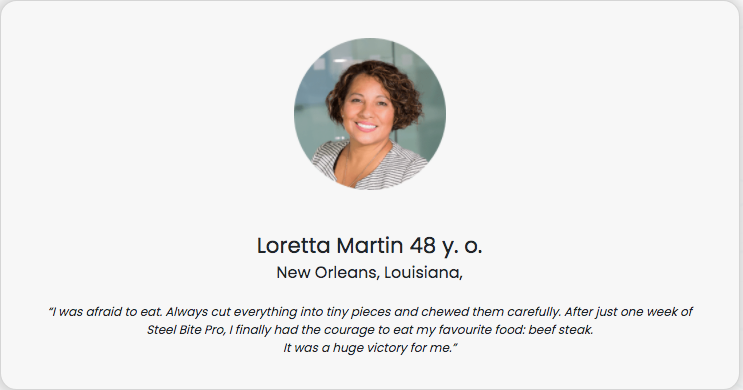 Loretta Martin 48 y. o.
New Orleans, Louisiana,
“I was afraid to eat. Always cut everything into tiny pieces and chewed them carefully. After just one week of
Steel Bite Pro, I finally had the courage to eat my favourite food: beef steak.
It was a huge victory for me.”